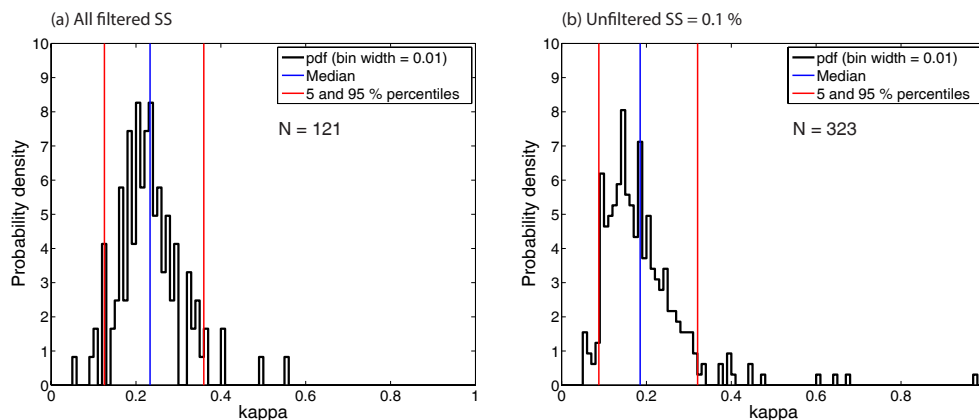 (a) All filtered SS
10
9
8
7
6
5
4
3
2
1
0
Probability density
0
0.2
0.4
0.6
0.8
1
kappa
pdf (bin width = 0.01)
Median
5 and 95 % percentiles
N = 121
(b) Unfiltered SS = 0.1 %
10
9
8
7
6
5
4
3
2
1
0
Probability density
0
0.2
0.4
0.6
0.8
kappa
pdf (bin width = 0.01)
Median
5 and 95 % percentiles
N = 323